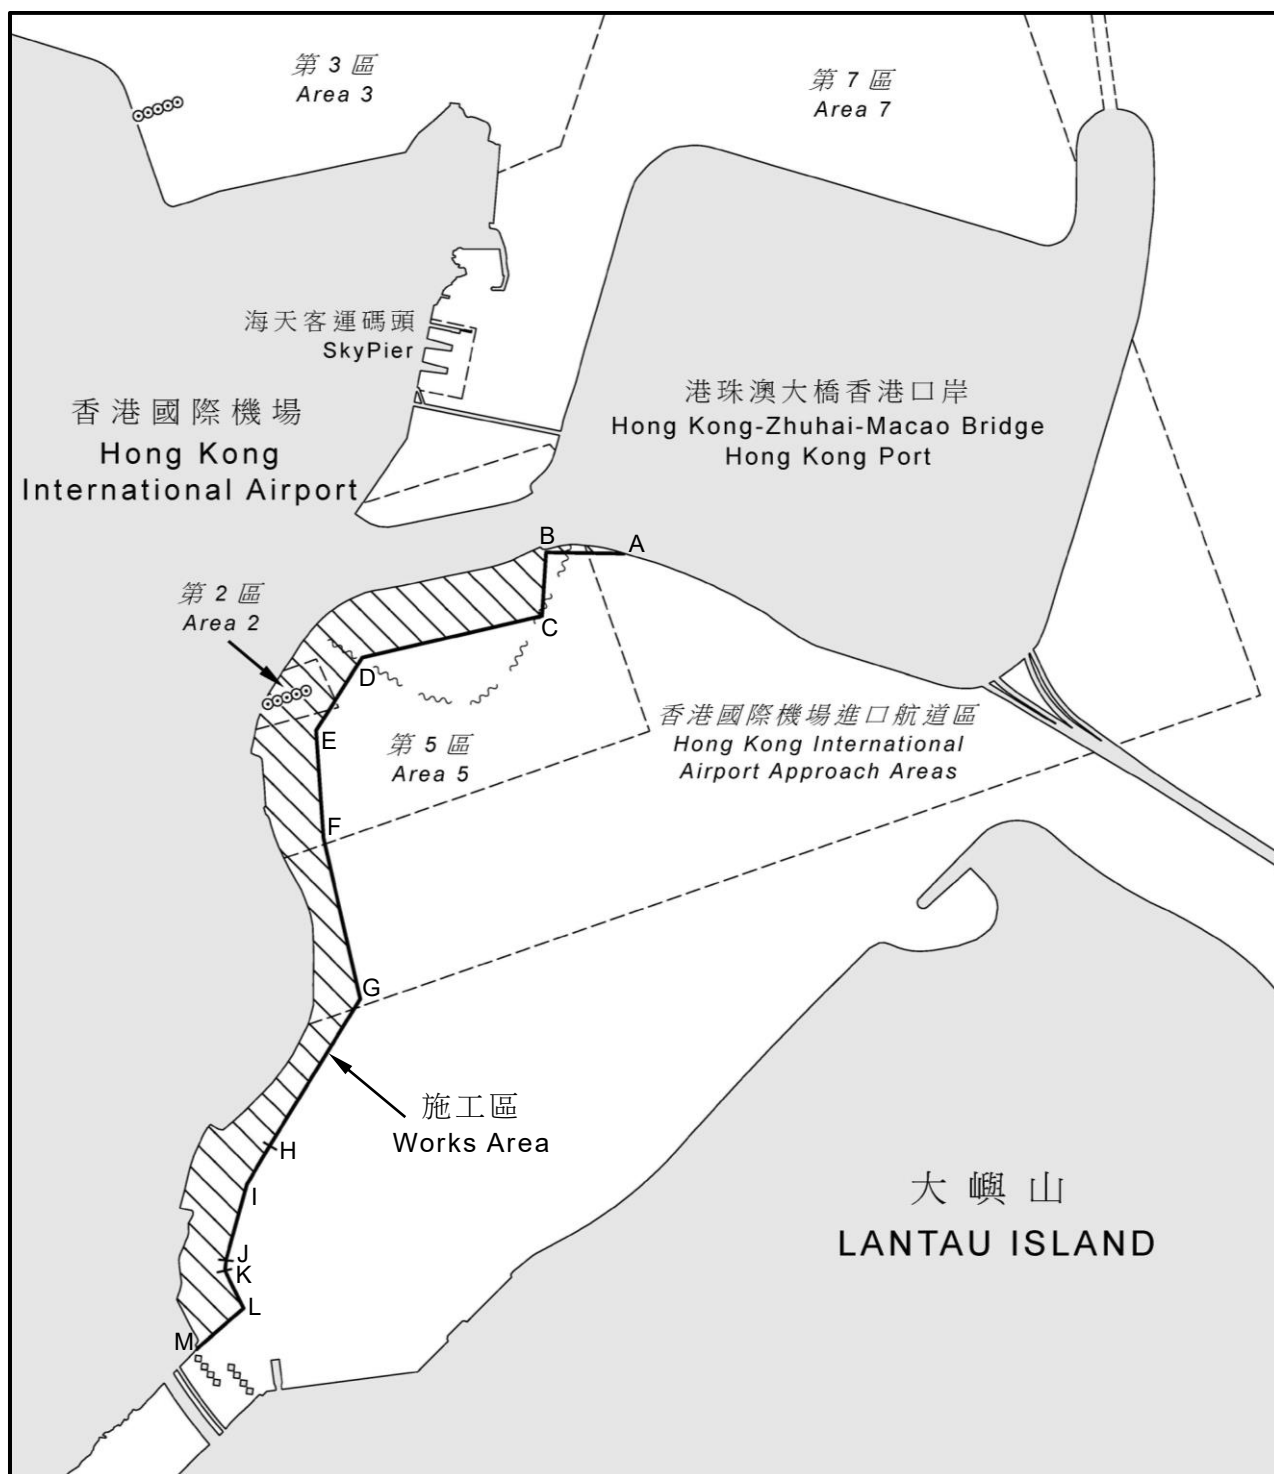 第 3 區
Area 3
第 7 區
Area 7
海天客運碼頭
SkyPier
香港國際機場
Hong Kong
International Airport
港珠澳大橋香港口岸
Hong Kong-Zhuhai-Macao Bridge
Hong Kong Port
B
A
第 2 區
Area 2
C
D
E
第 5 區
Area 5
香港國際機場進口航道區
Hong Kong International
Airport Approach Areas
F
G
施工區
Works Area
H
I
大嶼山
LANTAU ISLAND
J
K
L
M